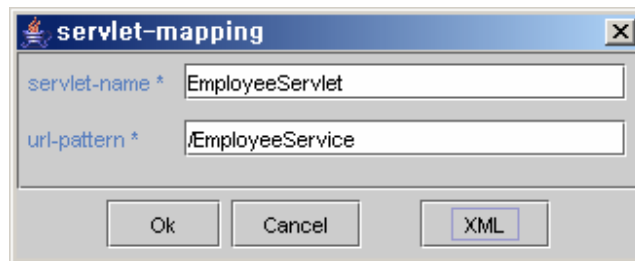 servlet-mapping
servlet-name * EmployeeServlet
url-pattern * /EmployeeService
Ok Cancel XML